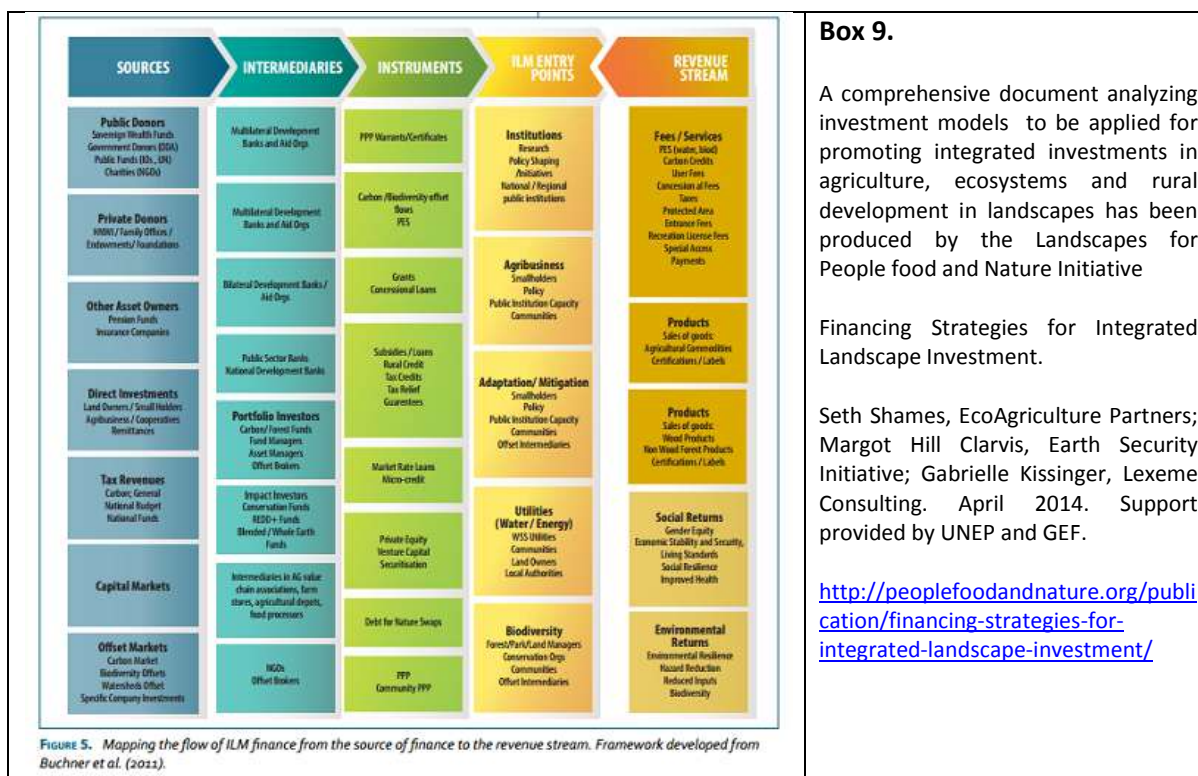 SOURCES
INTERMEDIARIES
INSTRUMENTS
ILM ENTRY
POINTS
REVENUE
STREAM
Public Donors
Sovereign Wealth Funds
Government Donors (ODA)
Public Funds (IOs, UN)
Charities (NGOs)
Private Donors
HNWI / Family Offices /
Endowments/ Foundations
Other Asset Owners
Pension Funds
Insurance Companies
Direct Investments
Land Owners / Small Holders
Agribusiness / Cooperatives
Remittances
Tax Revenues
Carbon; General
National Budget
National Funds
Capital Markets
Offset Markets
Carbon Market
Biodiversity Offsets
Watersheds Offset
Specific Company Investments
Multilateral Development
Banks and Aid Orgs
Multilateral Development
Banks and Aid Orgs
Bilateral Development Banks /
Aid Orgs
Public Sector Banks
National Development Banks
Portfolio Investors
Carbon/ Forest Funds
Fund Managers
Asset Managers
Offset Brokers
Impact Investors
Conservation Funds
REDD+ Funds
Blended / Whole Earth
Funds
Intermediaries in AG value
chain associations, farm
stores, agricultural depots,
food processors
NGOs
Offset Brokers
PPP Warrants/Certificates
Carbon /Biodiversity offset
flows
PES
Grants
Concessional Loans
Subsidies / Loans
Rural Credit
Tax Credits
Tax Relief
Guarentees
Market Rate Loans
Micro-credit
Private Equity
Venture Capital
Securitisation
Debt for Nature Swaps
PPP
Community PPP
Institutions
Research
Policy Shaping
/Initiatives
National / Regional
public institutions
Agribusiness
Smallholders
Policy
Public Institution Capacity
Communities
Adaptation/ Mitigation
Smallholders
Policy
Public Institution Capacity
Communities
Offset Intermediaries
Utilities
(Water / Energy)
WSS Utilities
Communities
Land Owners
Local Authorities
Biodiversity
Forest/Park/Land Managers
Conservation Orgs
Communities
Offset Intermediaries
Fees / Services
PES (water, biod)
Carbon Credits
User Fees
Concession al Fees
Taxes
Protected Area
Entrance Fees
Recreation License Fees
Special Access
Payments
Products
Sales of goods:
Agricultural Commodities
Certifications / Labels
Products
Sales of goods:
Wood Products
Non Wood Forest Products
Certifications / Labels
Social Returns
Gender Equity
Economic Stability and Security,
Living Standards
Social Resilience
Improved Health
Environmental
Returns
Environmental Resilience
Hazard Reduction
Reduced Inputs
Biodiversity
FIGURE 5. Mapping the flow of ILM finance from the source of finance to the revenue stream. Framework developed from
Buchner et al. (2011).
Box 9.
A comprehensive document analyzing
investment models to be applied for
promoting integrated investments in
agriculture, ecosystems and rural
development in landscapes has been
produced by the Landscapes for
People food and Nature Initiative
Financing Strategies for Integrated
Landscape Investment.
Seth Shames, EcoAgriculture Partners;
Margot Hill Clarvis, Earth Security
Initiative; Gabrielle Kissinger, Lexeme
Consulting. April 2014. Support
provided by UNEP and GEF.
http://peoplefoodandnature.org/publi
cation/financing-strategies-for-
integrated-landscape-investment/